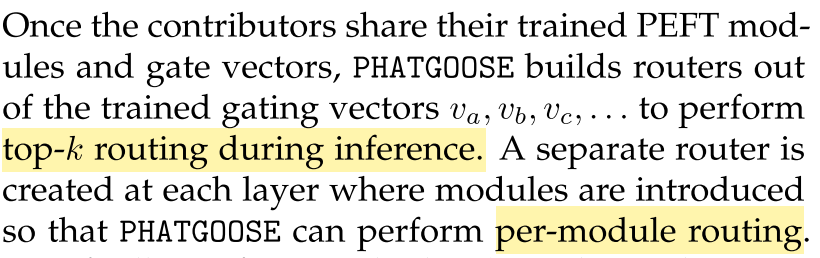 Once the contributors share their trained PEFT mod-
ules and gate vectors, PHATGOOSE builds routers out
of the trained gating vectors v_a, v_b, v_c, . . . to perform
top-k routing during inference. A separate router is
created at each layer where modules are introduced
so that PHATGOOSE can perform per-module routing.